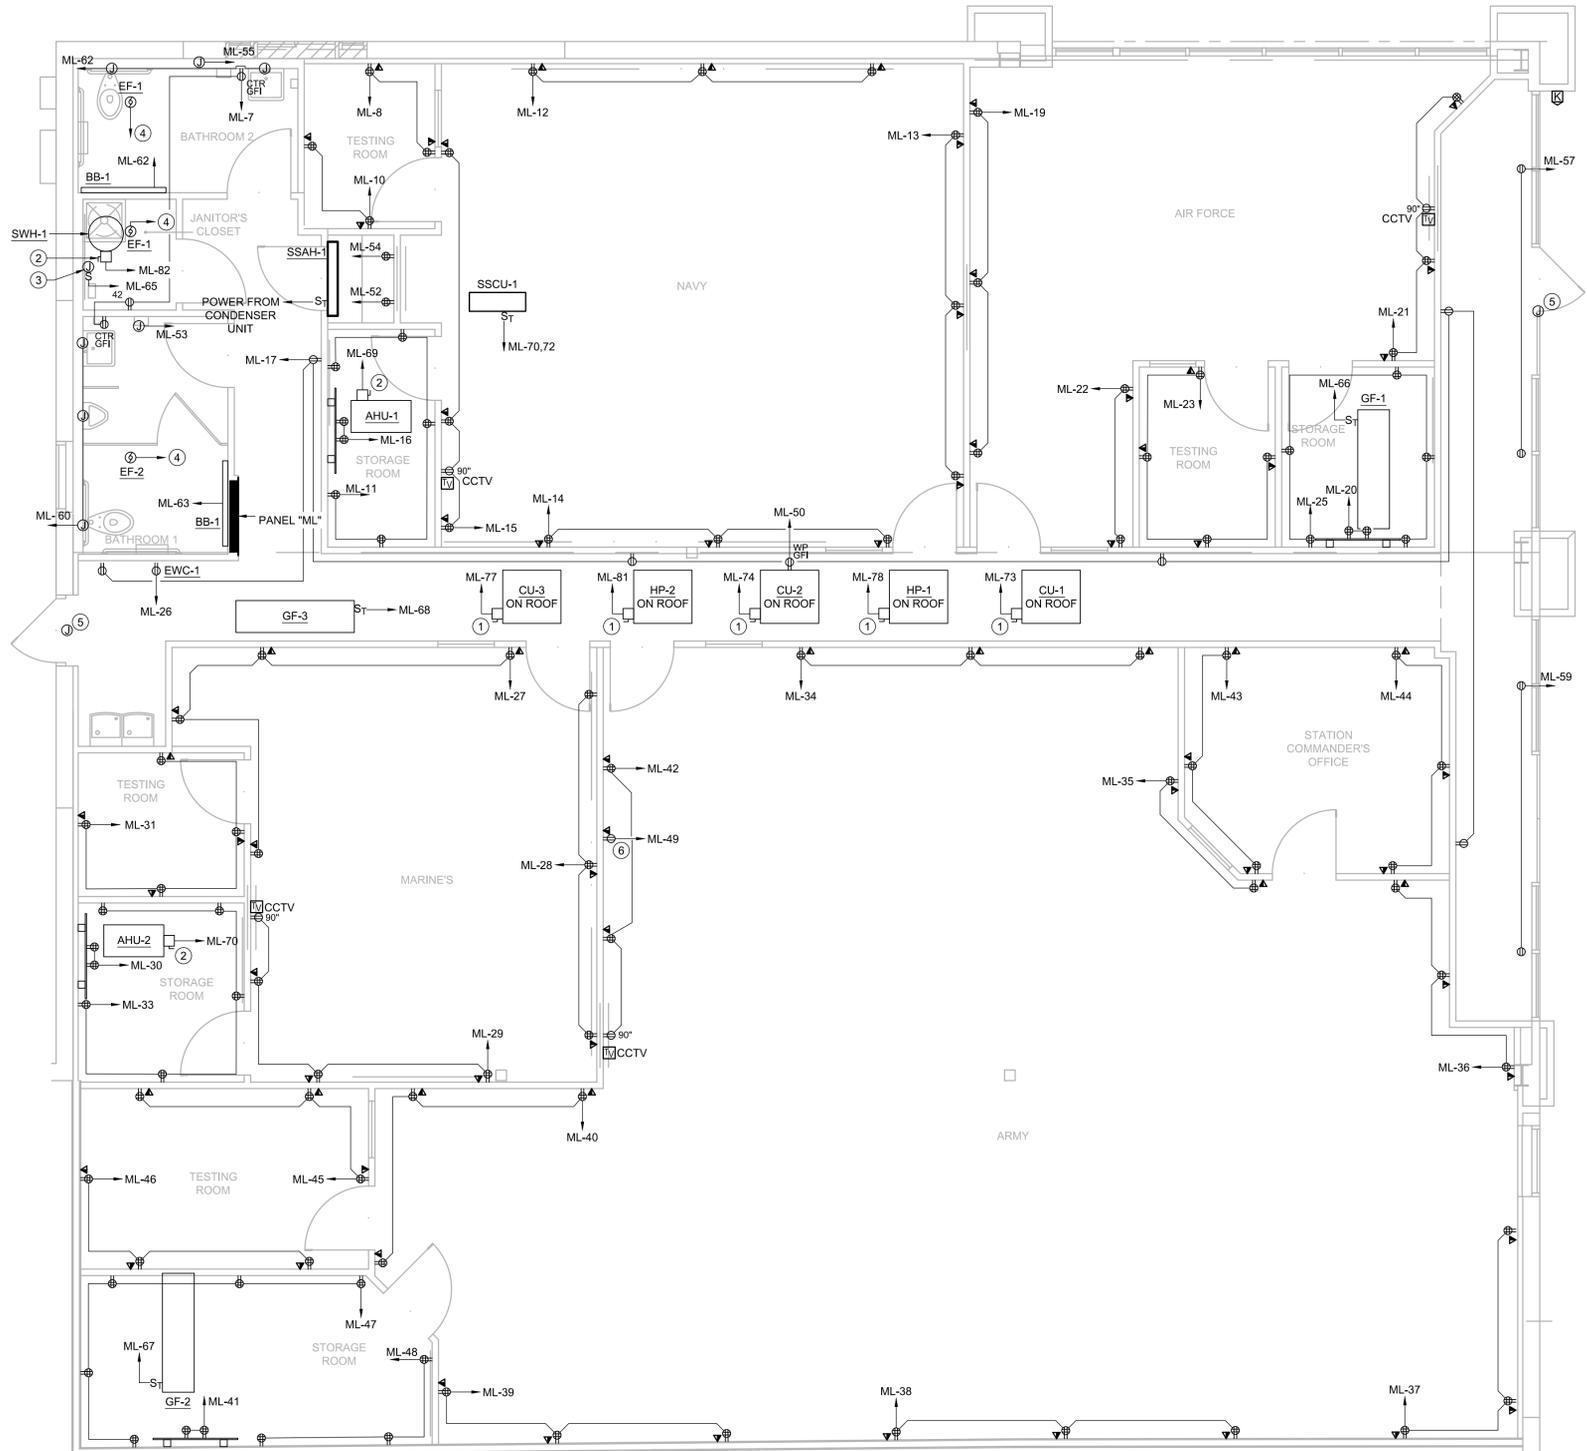 ML-55
ML-62
EF-1
CTR
GFI
4
ML-7
ML-8
ML-12
ML-19
K
BATHROOM 2
TESTING
ROOM
ML-13
ML-62
ML-57
BB-1
ML-10
90"
CCTV
TV
AIR FORCE
4
JANITOR'S
CLOSET
SWH-1
EF-1
2
ML-82
3
S
ML-65
42
SSAH-1
ML-54
ML-52
POWER FROM
CONDENSER
UNIT
ST
SSCU-1
ST
ML-70,72
NAVY
5
ML-21
CTR
GFI
ML-53
ML-17
ML-69
2
AHU-1
ML-16
STORAGE
ROOM
ML-22
ML-23
ML-66
GF-1
ST
STORAGE
ROOM
TESTING
ROOM
EF-2
4
90"
TV
CCTV
ML-11
ML-63
BB-1
PANEL "ML"
ML-60
BATHROOM 1
ML-15
ML-14
ML-50
WP
GFI
ML-25
ML-20
EWC-1
ML-26
5
GF-3
ST
ML-68
ML-77
CU-3
ON ROOF
1
ML-81
HP-2
ON ROOF
1
ML-74
CU-2
ON ROOF
1
ML-78
HP-1
ON ROOF
1
ML-73
CU-1
ON ROOF
1
ML-27
ML-34
ML-43
ML-44
ML-59
STATION
COMMANDER'S
OFFICE
ML-42
ML-35
TESTING
ROOM
ML-31
ML-49
6
ML-28
MARINE'S
TV
CCTV
90"
AHU-2
ML-70
2
ML-30
STORAGE
ROOM
ML-33
ML-29
90"
TV
CCTV
ML-36
ML-40
ARMY
ML-46
TESTING
ROOM
ML-45
ML-47
STORAGE
ROOM
ML-48
ML-67
ST
GF-2
ML-41
ML-39
ML-38
ML-37